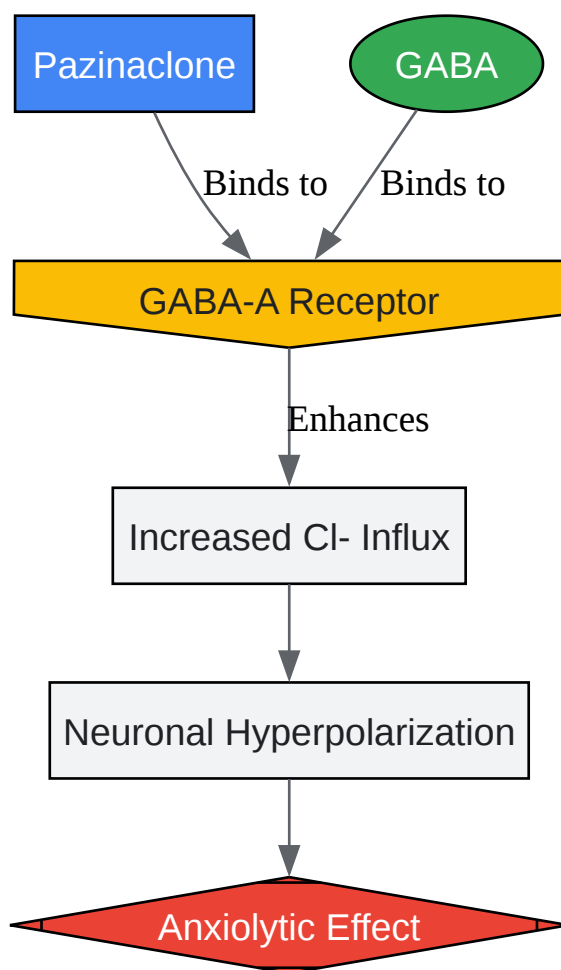 Pazinaclone
GABA
Binds to
Binds to
GABA-A Receptor
Enhances
Increased Cl- Influx
Neuronal Hyperpolarization
Anxiolytic Effect